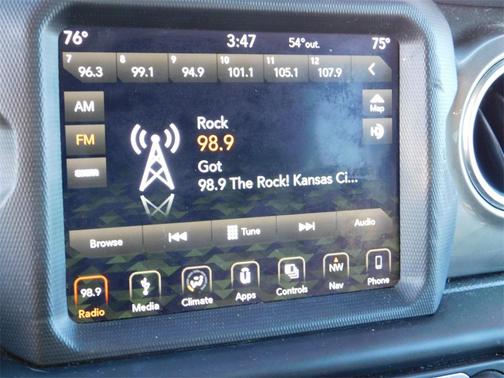 76° 3:47 54°out. 75°
7 96.3 8 99.1 9 94.9 10 101.1 11 105.1 12 107.9
AM
Map
Rock
FM
98.9
Got
98.9 The Rock! Kansas Ci...
Browse Tune Audio
98.9 NW
Radio Media Climate Apps Controls Nav Phone